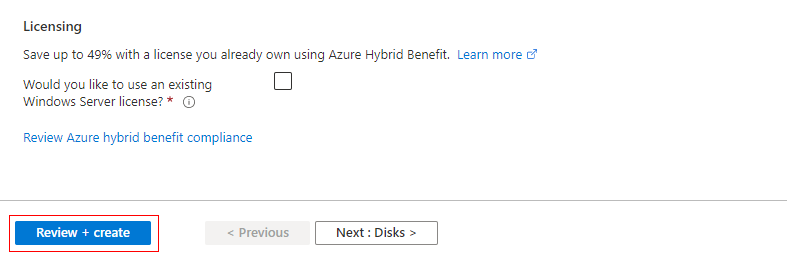 Licensing
Save up to 49% with a license you already own using Azure Hybrid Benefit. Learn more
Would you like to use an existing
Windows Server license? *
Review Azure hybrid benefit compliance
Review + create < Previous Next : Disks >